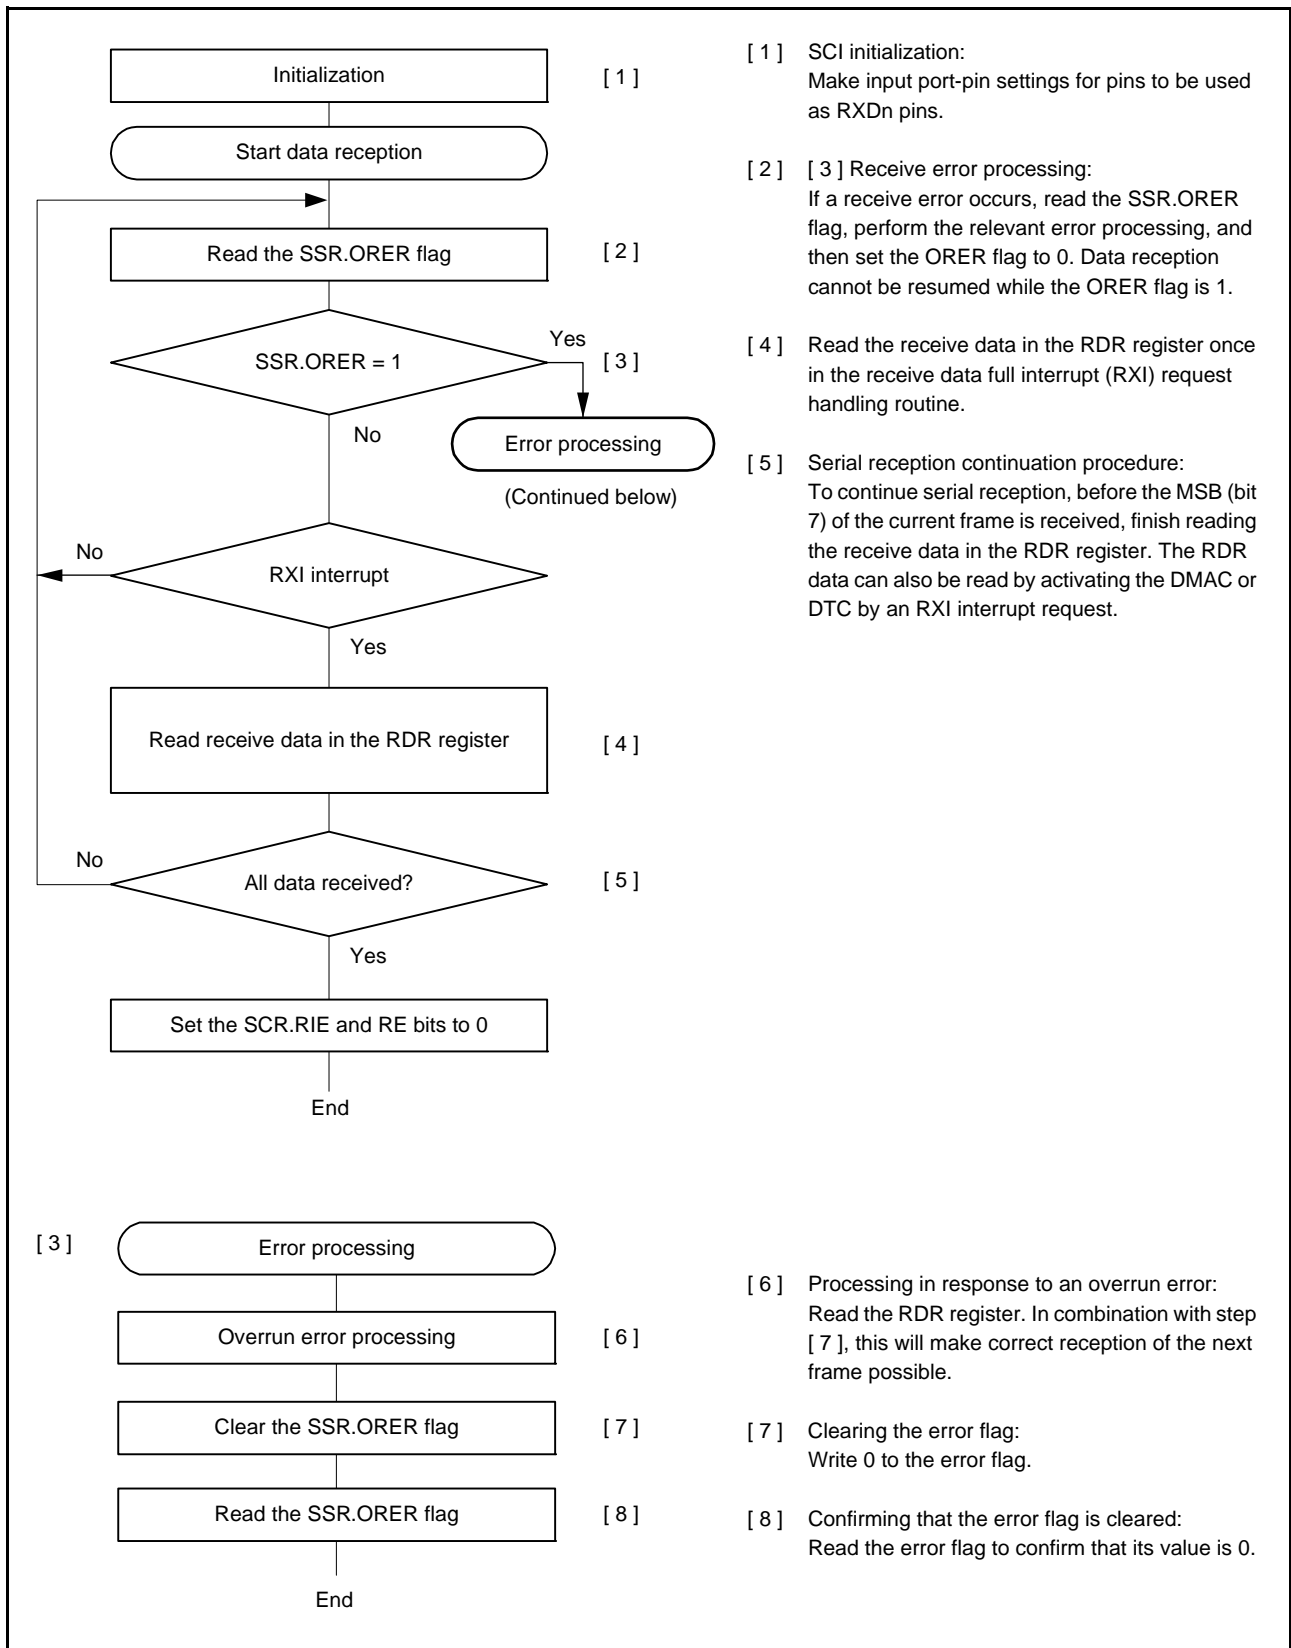 Initialization
[ 1 ]
Start data reception
Read the SSR.ORER flag
[ 2 ]
SSR.ORER = 1
Yes
[ 3 ]
No
Error processing
(Continued below)
No
RXI interrupt
Yes
Read receive data in the RDR register
[ 4 ]
No
All data received?
[ 5 ]
Yes
Set the SCR.RIE and RE bits to 0
End
[ 1 ] SCI initialization:
Make input port-pin settings for pins to be used
as RXDn pins.
[ 2 ] [ 3 ] Receive error processing:
If a receive error occurs, read the SSR.ORER
flag, perform the relevant error processing, and
then set the ORER flag to 0. Data reception
cannot be resumed while the ORER flag is 1.
[ 4 ] Read the receive data in the RDR register once
in the receive data full interrupt (RXI) request
handling routine.
[ 5 ] Serial reception continuation procedure:
To continue serial reception, before the MSB (bit
7) of the current frame is received, finish reading
the receive data in the RDR register. The RDR
data can also be read by activating the DMAC or
DTC by an RXI interrupt request.
[ 3 ]
Error processing
Overrun error processing
[ 6 ]
Clear the SSR.ORER flag
[ 7 ]
Read the SSR.ORER flag
[ 8 ]
End
[ 6 ] Processing in response to an overrun error:
Read the RDR register. In combination with step
[ 7 ], this will make correct reception of the next
frame possible.
[ 7 ] Clearing the error flag:
Write 0 to the error flag.
[ 8 ] Confirming that the error flag is cleared:
Read the error flag to confirm that its value is 0.